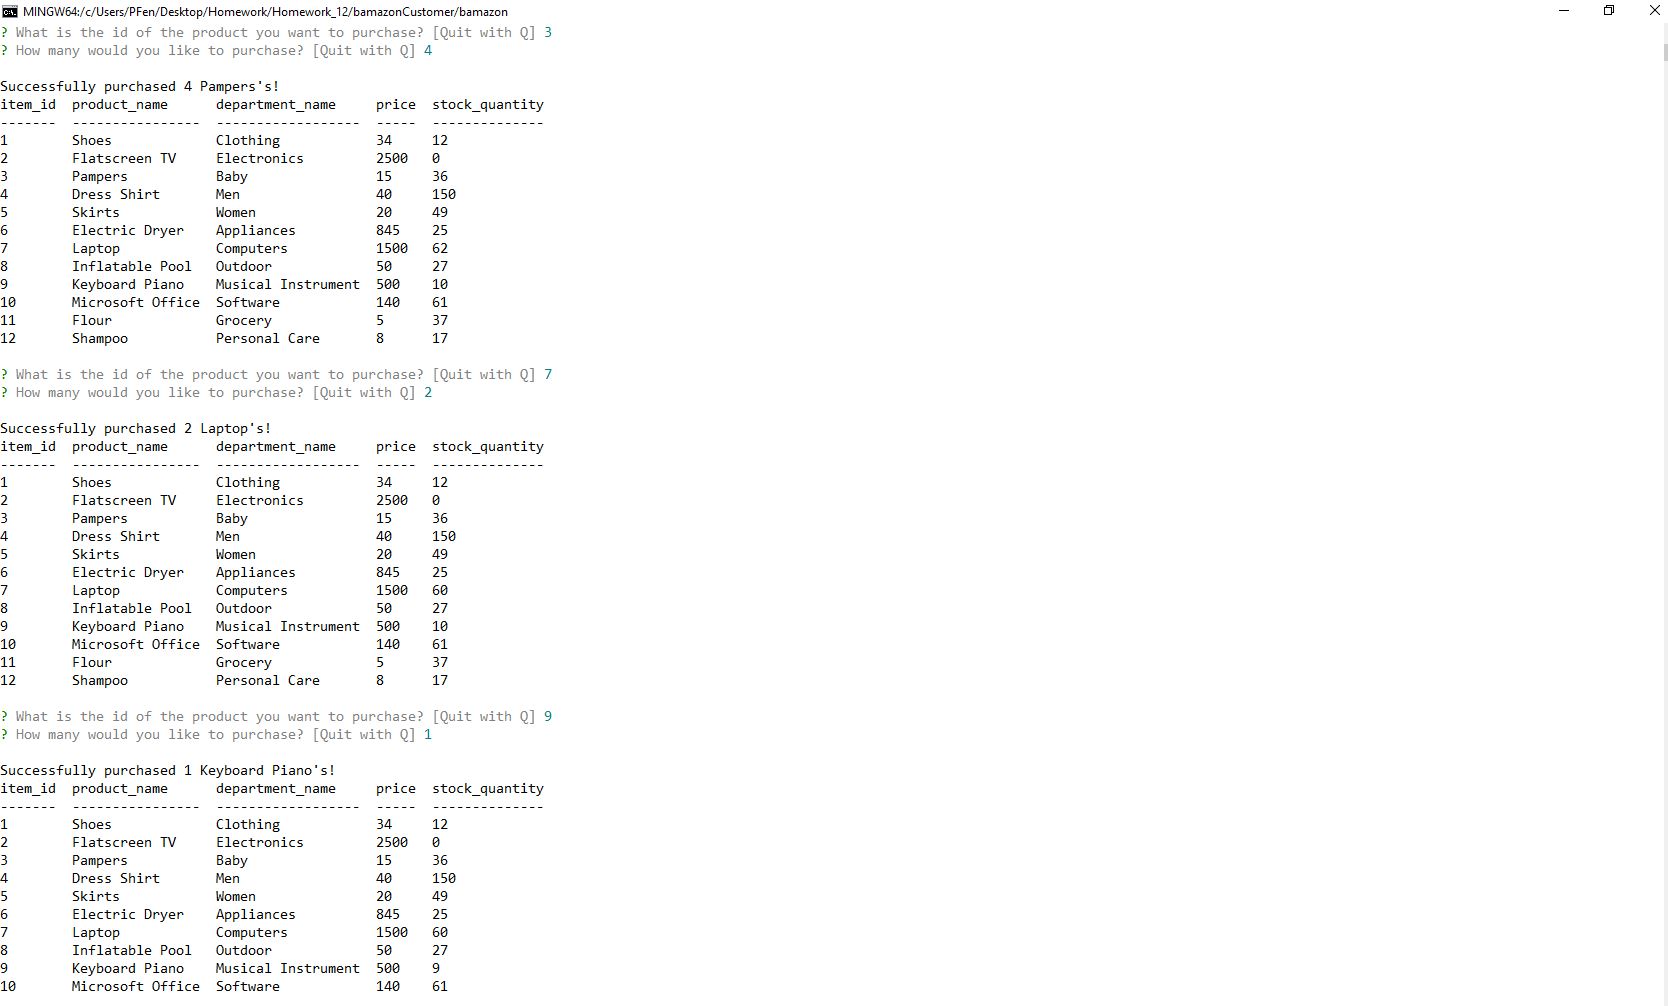 MINGW64:/c/Users/PFen/Desktop/Homework/Homework_12/bamazonCustomer/bamazon
? What is the id of the product you want to purchase? [Quit with Q] 3
? How many would you like to purchase? [Quit with Q] 4
Successfully purchased 4 Pampers's!
item_id  product_name      department_name     price  stock_quantity
-------  ----------------  ------------------  -----  --------------
1        Shoes             Clothing            34     12
2        Flatscreen TV     Electronics         2500   0
3        Pampers           Baby                15     36
4        Dress Shirt       Men                 40     150
5        Skirts            Women               20     49
6        Electric Dryer    Appliances          845    25
7        Laptop            Computers           1500   62
8        Inflatable Pool   Outdoor             50     27
9        Keyboard Piano    Musical Instrument  500    10
10       Microsoft Office  Software            140    61
11       Flour             Grocery             5      37
12       Shampoo           Personal Care       8      17
? What is the id of the product you want to purchase? [Quit with Q] 7
? How many would you like to purchase? [Quit with Q] 2
Successfully purchased 2 Laptop's!
item_id  product_name      department_name     price  stock_quantity
-------  ----------------  ------------------  -----  --------------
1        Shoes             Clothing            34     12
2        Flatscreen TV     Electronics         2500   0
3        Pampers           Baby                15     36
4        Dress Shirt       Men                 40     150
5        Skirts            Women               20     49
6        Electric Dryer    Appliances          845    25
7        Laptop            Computers           1500   60
8        Inflatable Pool   Outdoor             50     27
9        Keyboard Piano    Musical Instrument  500    10
10       Microsoft Office  Software            140    61
11       Flour             Grocery             5      37
12       Shampoo           Personal Care       8      17
? What is the id of the product you want to purchase? [Quit with Q] 9
? How many would you like to purchase? [Quit with Q] 1
Successfully purchased 1 Keyboard Piano's!
item_id  product_name      department_name     price  stock_quantity
-------  ----------------  ------------------  -----  --------------
1        Shoes             Clothing            34     12
2        Flatscreen TV     Electronics         2500   0
3        Pampers           Baby                15     36
4        Dress Shirt       Men                 40     150
5        Skirts            Women               20     49
6        Electric Dryer    Appliances          845    25
7        Laptop            Computers           1500   60
8        Inflatable Pool   Outdoor             50     27
9        Keyboard Piano    Musical Instrument  500    9
10       Microsoft Office  Software            140    61